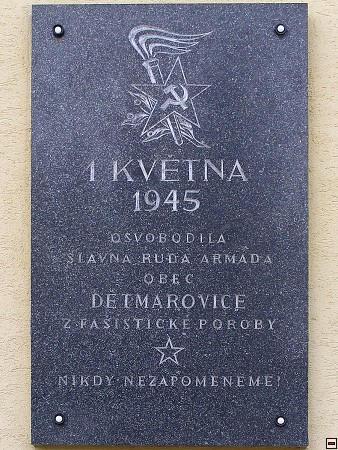 1 KVĚTNA
1945
OSVOBODILA
SLAVNÁ RUDÁ ARMÁDA
OBEC
DĚTMAROVICE
Z FAŠISTICKÉ POROBY
NIKDY NEZAPOMENEME!